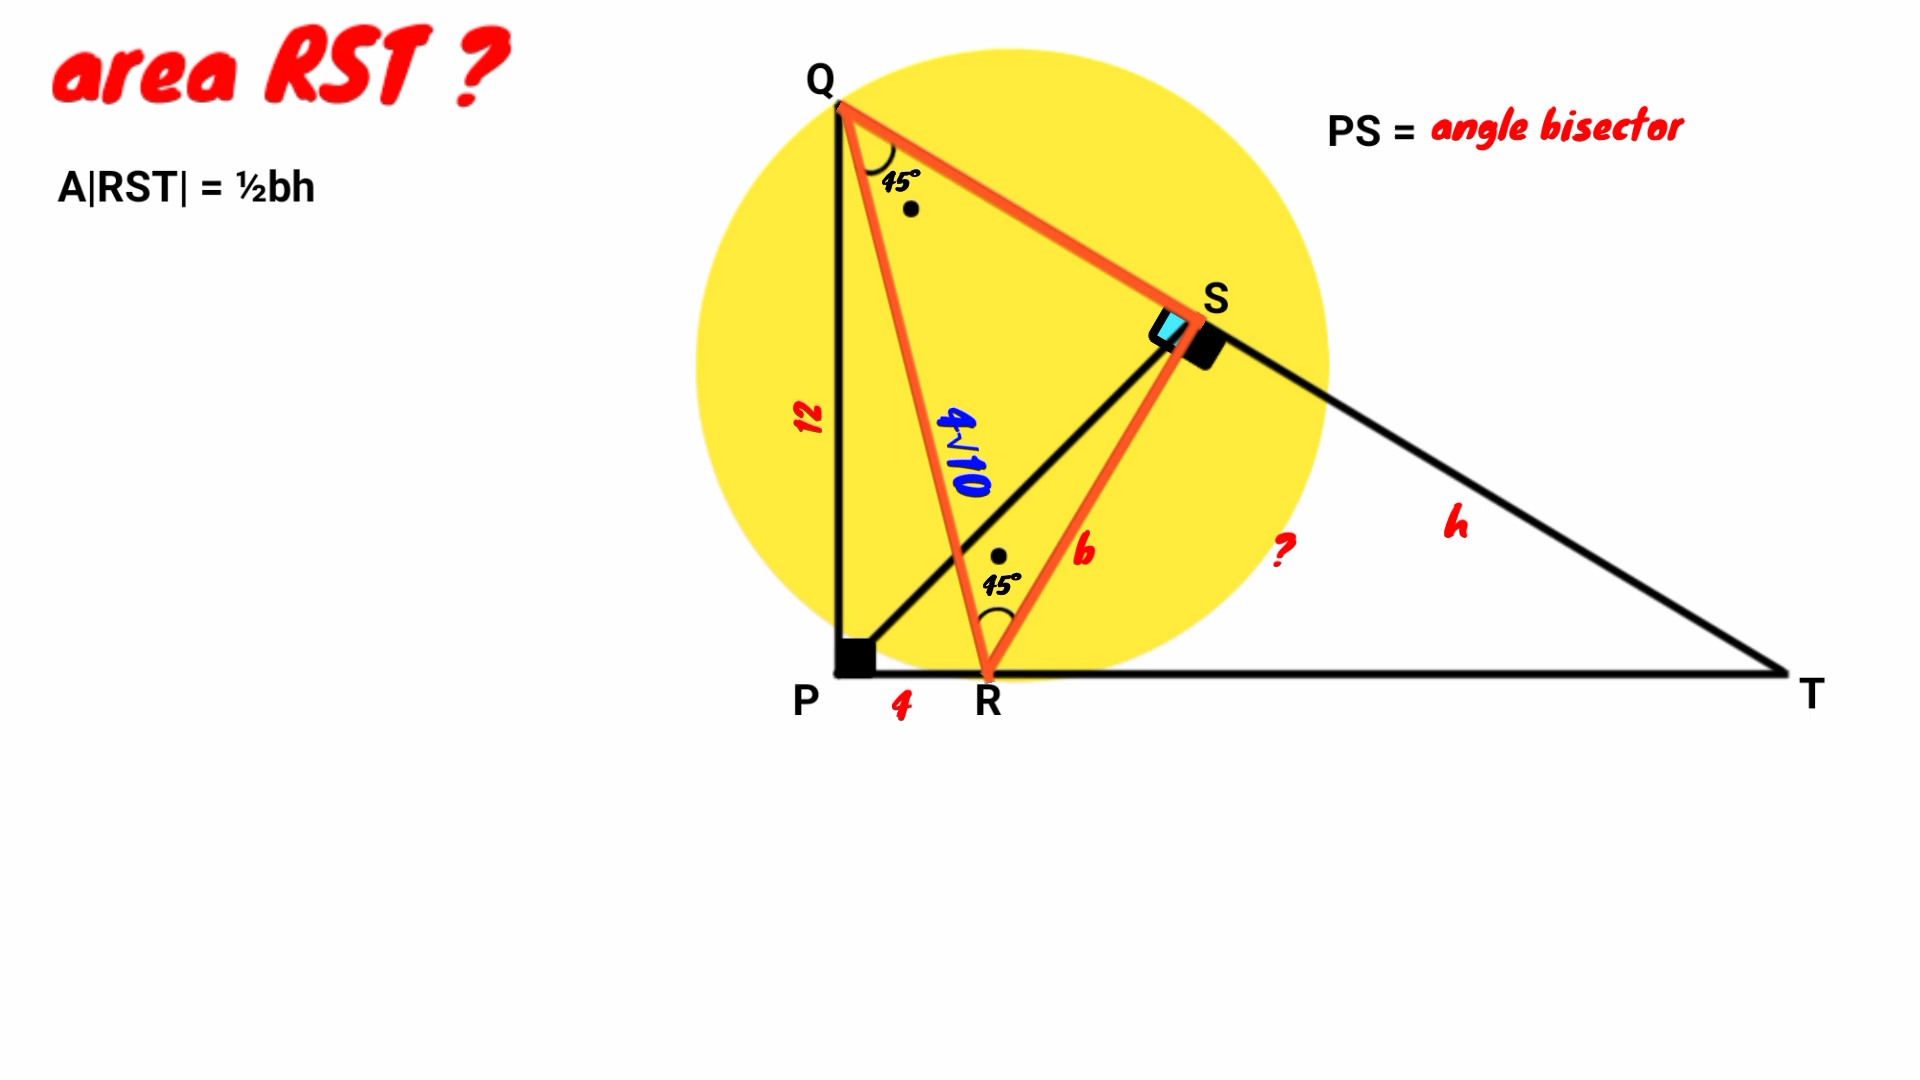 area RST ?
Q
PS = angle bisector
A|RST| = ½bh
45°
S
12
4√10
h
b
?
45°
P
4
R
T